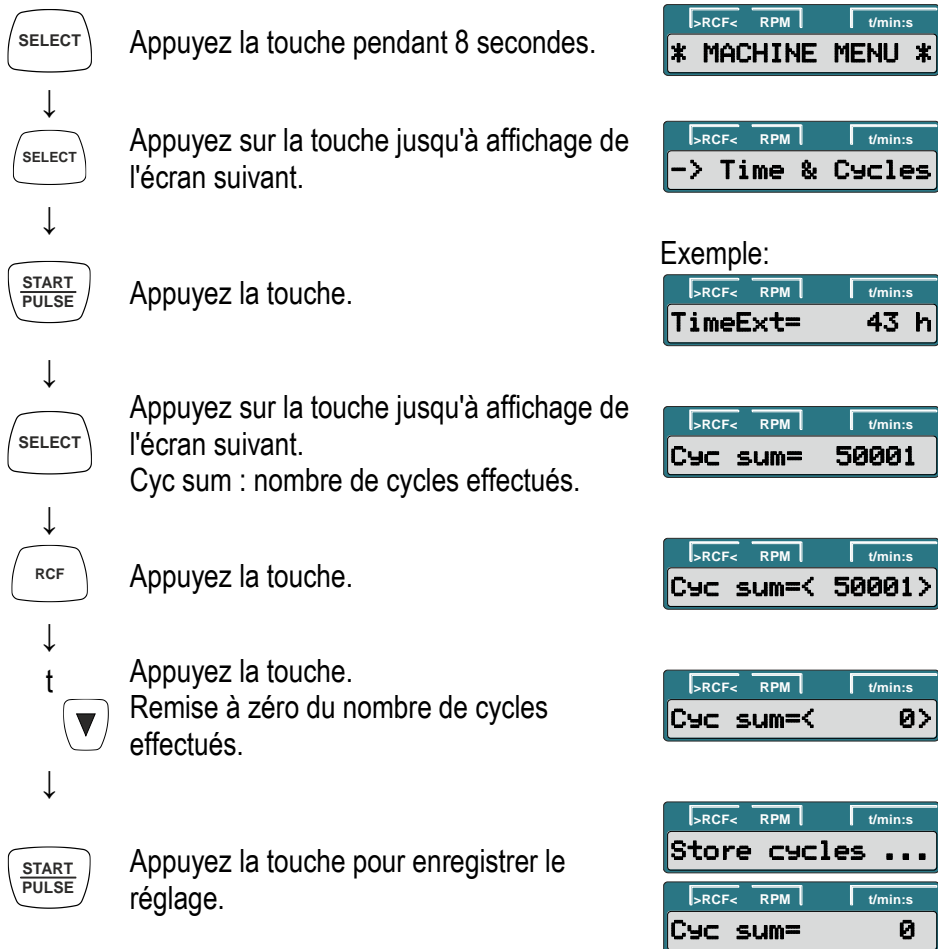 SELECT
Appuyez la touche pendant 8 secondes.
>RCF< RPM t/min:s
* MACHINE MENU *
↓
SELECT
Appuyez sur la touche jusqu'à affichage de
l'écran suivant.
>RCF< RPM t/min:s
-> Time & Cycles
↓
START
PULSE
Appuyez la touche.
Exemple:
>RCF< RPM t/min:s
TimeExt= 43 h
↓
SELECT
Appuyez sur la touche jusqu'à affichage de
l'écran suivant.
Cyc sum : nombre de cycles effectués.
>RCF< RPM t/min:s
Cyc sum= 50001
↓
RCF
Appuyez la touche.
>RCF< RPM t/min:s
Cyc sum=< 50001>
↓
t
▼
Appuyez la touche.
Remise à zéro du nombre de cycles
effectués.
>RCF< RPM t/min:s
Cyc sum=< 0>
↓
START
PULSE
Appuyez la touche pour enregistrer le
réglage.
>RCF< RPM t/min:s
Store cycles ...
>RCF< RPM t/min:s
Cyc sum= 0